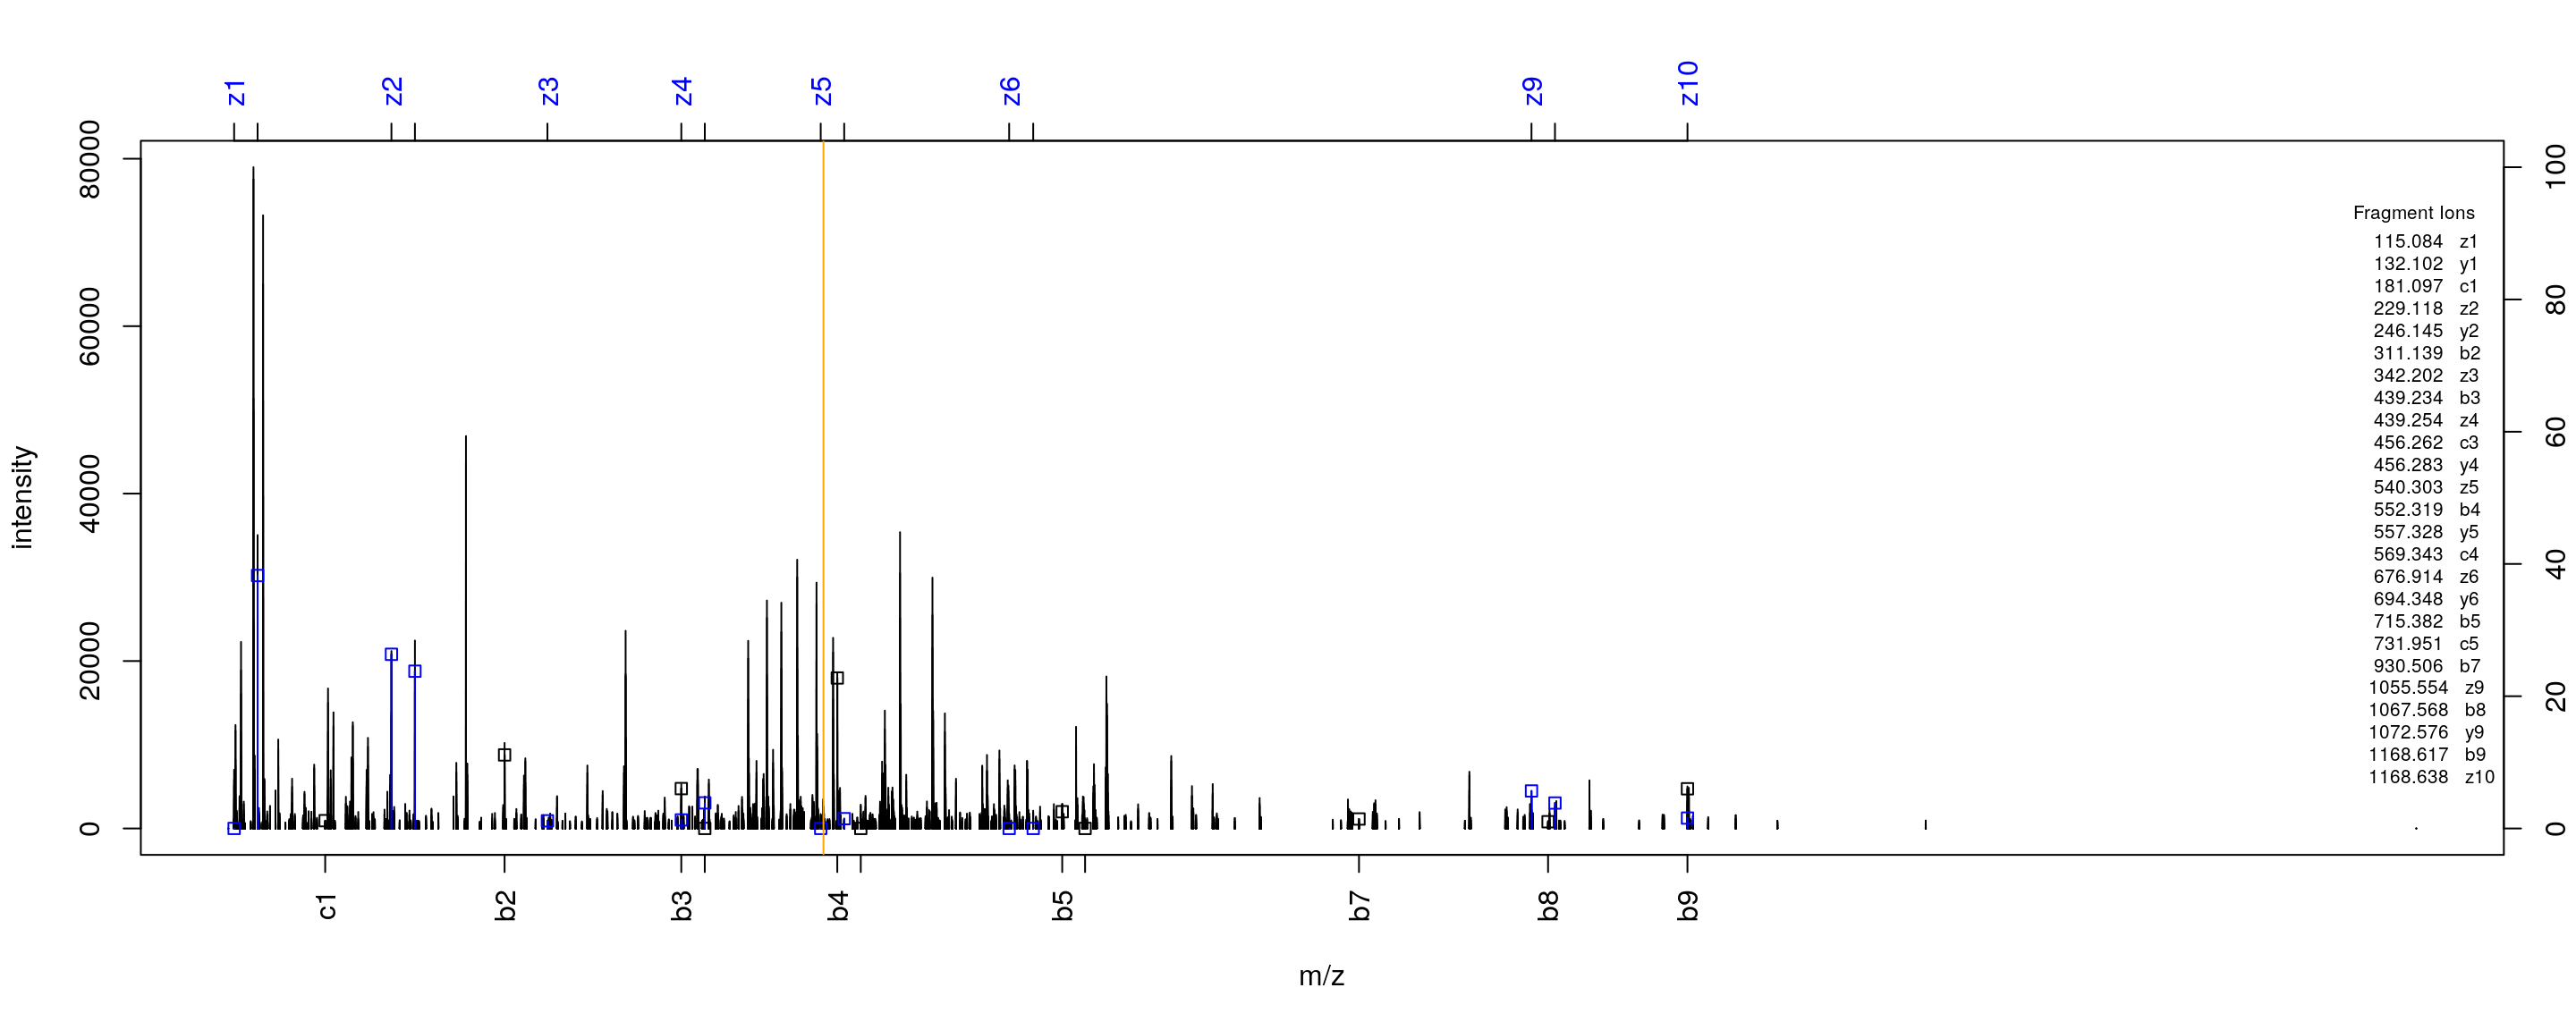 z1 z2 z3 z4 z5 z6 z9 z10
80000
60000
40000
20000
0
intensity
100
80
60
40
20
0
Fragment Ions
115.084 z1
132.102 y1
181.097 c1
229.118 z2
246.145 y2
311.139 b2
342.202 z3
439.234 b3
439.254 z4
456.262 c3
456.283 y4
540.303 z5
552.319 b4
557.328 y5
569.343 c4
676.914 z6
694.348 y6
715.382 b5
731.951 c5
930.506 b7
1055.554 z9
1067.568 b8
1072.576 y9
1168.617 b9
1168.638 z10
c1 b2 b3 b4 b5 b7 b8 b9
m/z